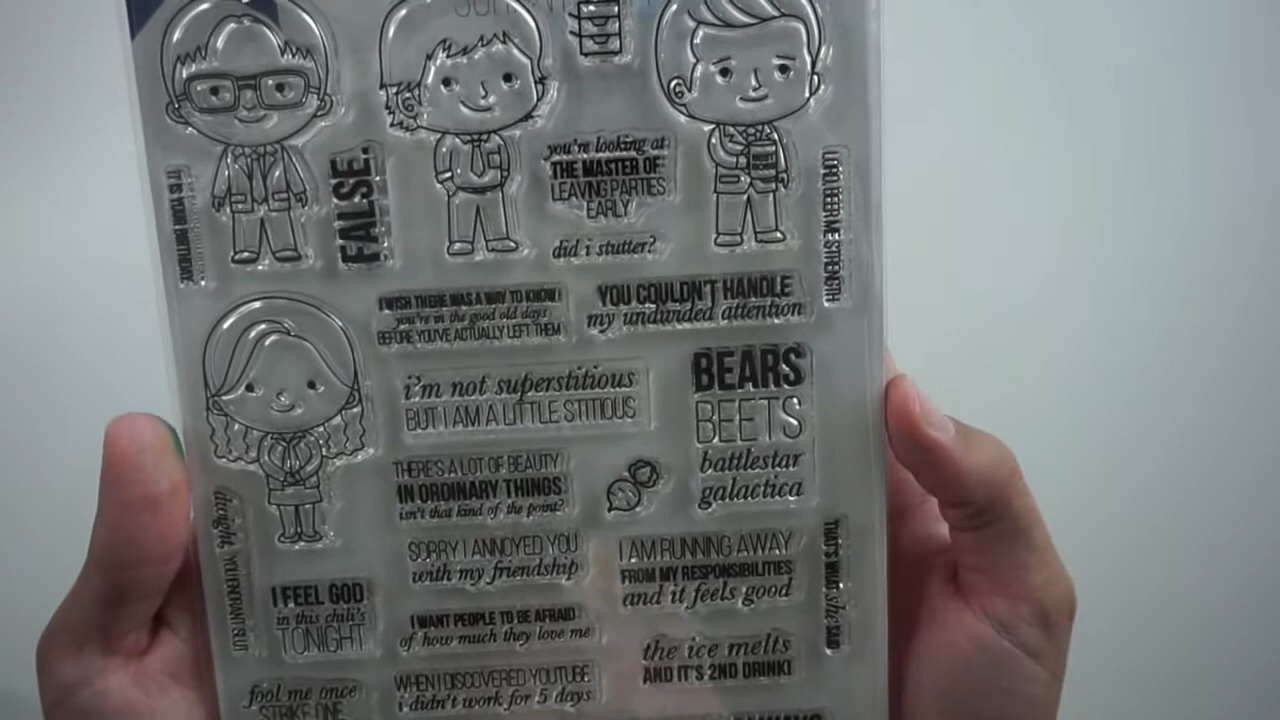 IT IS YOUR BIRTHDAY.
FALSE.
you're looking at
THE MASTER OF
LEAVING PARTIES
EARLY
did i stutter?
LORD, BEER ME STRENGTH
I WISH THERE WAS A WAY TO KNOW
you're in the good old days
BEFORE YOU'VE ACTUALLY LEFT THEM
YOU COULDN'T HANDLE
my undivided attention
i'm not superstitious
BUT I AM A LITTLE STITIOUS
BEARS
BEETS
battlestar
galactica
THERE'S A LOT OF BEAUTY
IN ORDINARY THINGS.
isn't that kind of the point?
SORRY I ANNOYED YOU
with my friendship
I AM RUNNING AWAY
FROM MY RESPONSIBILITIES
and it feels good
THAT'S WHAT she SAID
dwight, YOU IGNORANT SLUT
I FEEL GOD
in this chili's
TONIGHT
I WANT PEOPLE TO BE AFRAID
of how much they love me
the ice melts
AND IT'S 2ND DRINK!
WHEN I DISCOVERED YOUTUBE
i didn't work for 5 days
fool me once
STRIKE ONE